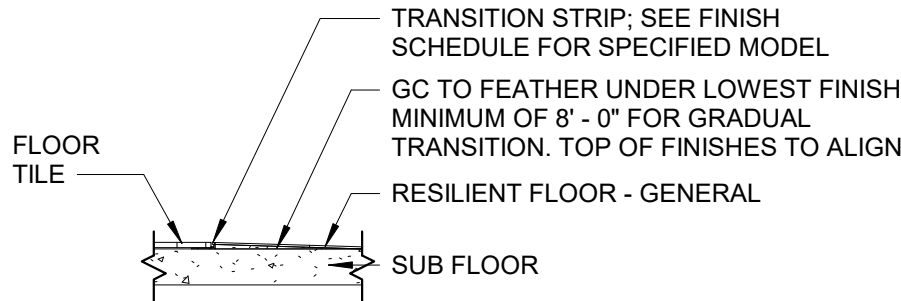 TRANSITION STRIP; SEE FINISH
SCHEDULE FOR SPECIFIED MODEL
GC TO FEATHER UNDER LOWEST FINISH
MINIMUM OF 8' - 0" FOR GRADUAL
TRANSITION. TOP OF FINISHES TO ALIGN
FLOOR
TILE
RESILIENT FLOOR - GENERAL
SUB FLOOR